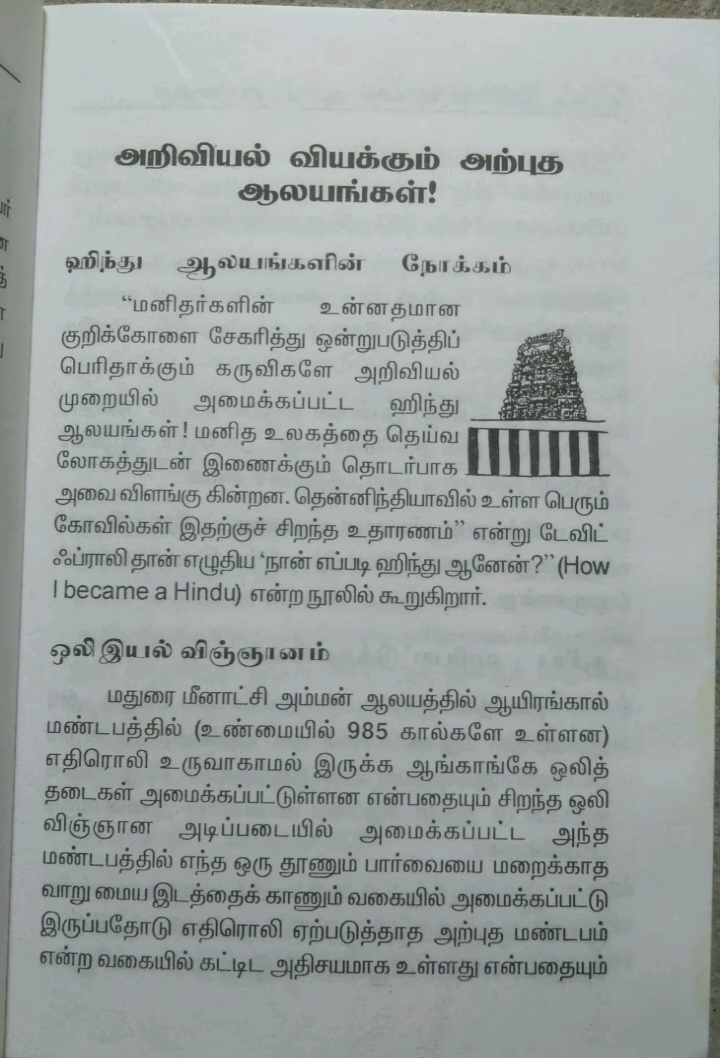 அறிவியல் வியக்கும் அற்புத
ஆலயங்கள்!
ஹிந்து ஆலயங்களின் நோக்கம்
“மனிதர்களின் உன்னதமான
குறிக்கோளை சேகரித்து ஒன்றுபடுத்திப்
பெரிதாக்கும் கருவிகளே அறிவியல்
முறையில் அமைக்கப்பட்ட ஹிந்து
ஆலயங்கள்! மனித உலகத்தை தெய்வ
லோகத்துடன் இணைக்கும் தொடர்பாக
அவை விளங்கு கின்றன. தென்னிந்தியாவில் உள்ள பெரும்
கோவில்கள் இதற்குச் சிறந்த உதாரணம்” என்று டேவிட்
ஃப்ராலி தான் எழுதிய ‘நான் எப்படி ஹிந்து ஆனேன்?” (How
I became a Hindu) என்ற நூலில் கூறுகிறார்.
ஒலி இயல் விஞ்ஞானம்
மதுரை மீனாட்சி அம்மன் ஆலயத்தில் ஆயிரங்கால்
மண்டபத்தில் (உண்மையில் 985 கால்களே உள்ளன)
எதிரொலி உருவாகாமல் இருக்க ஆங்காங்கே ஒலித்
தடைகள் அமைக்கப்பட்டுள்ளன என்பதையும் சிறந்த ஒலி
விஞ்ஞான அடிப்படையில் அமைக்கப்பட்ட அந்த
மண்டபத்தில் எந்த ஒரு தூணும் பார்வையை மறைக்காத
வாறு மைய இடத்தைக் காணும் வகையில் அமைக்கப்பட்டு
இருப்பதோடு எதிரொலி ஏற்படுத்தாத அற்புத மண்டபம்
என்ற வகையில் கட்டிட அதிசயமாக உள்ளது என்பதையும்